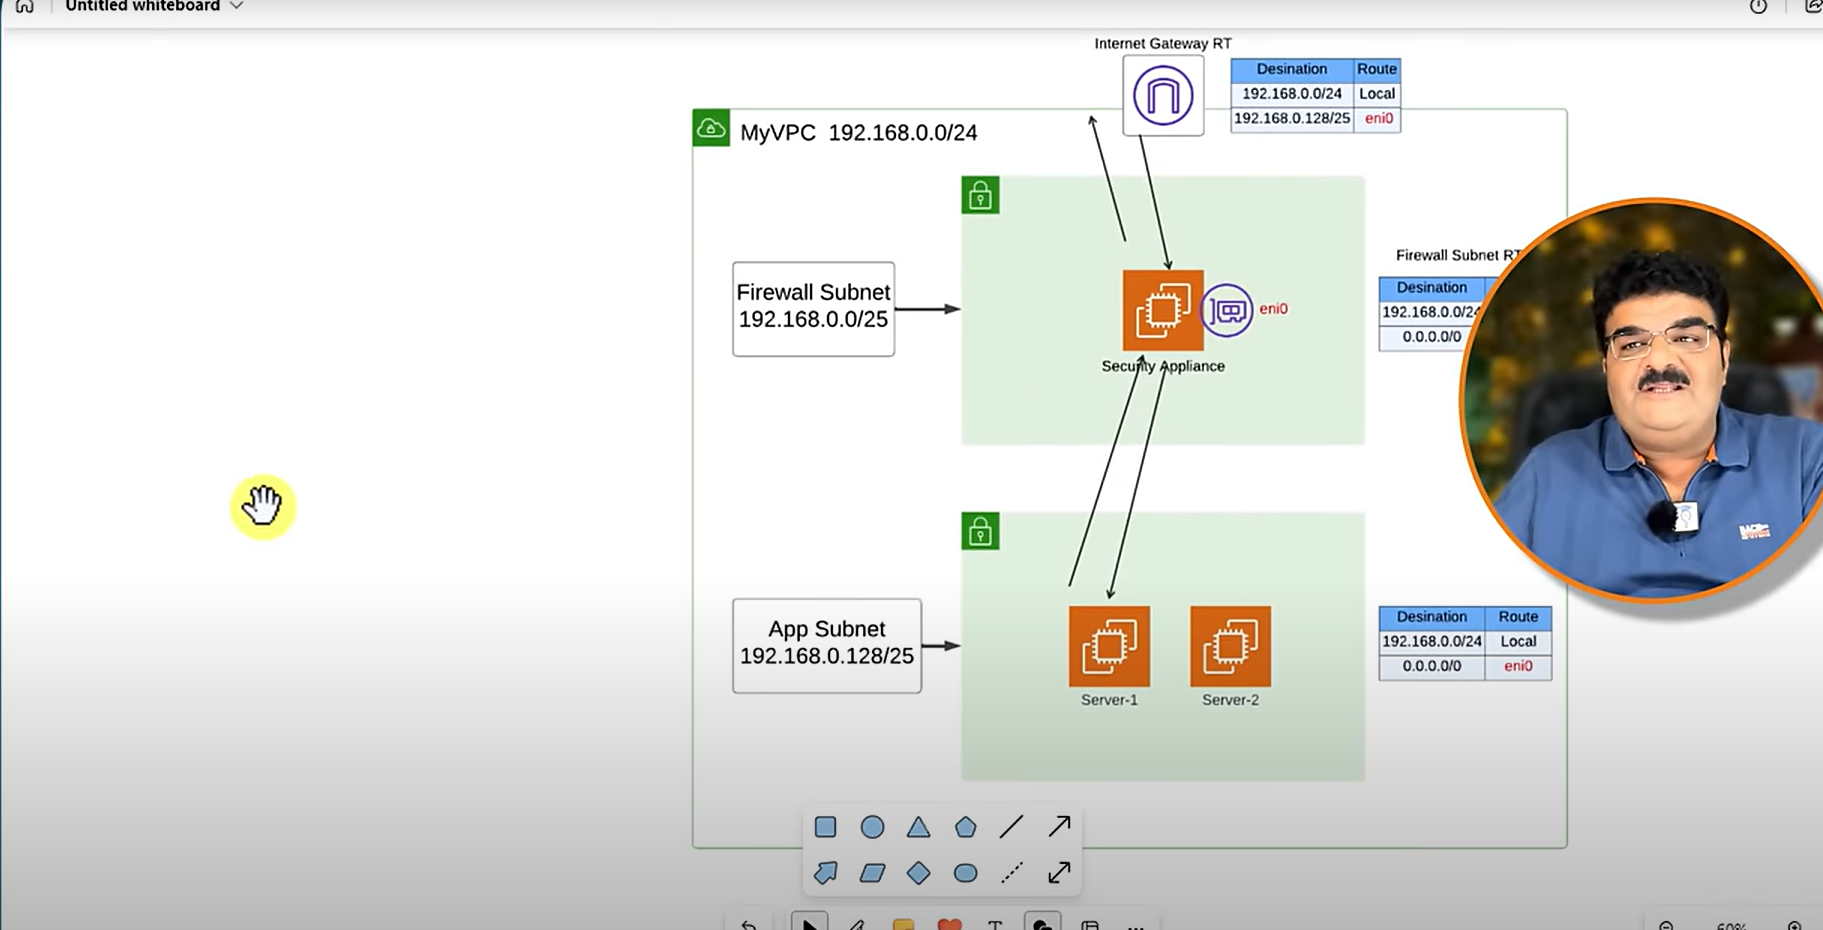 Untitled whiteboard
Internet Gateway RT
Desination Route
192.168.0.0/24 Local
192.168.0.128/25 eni0
MyVPC 192.168.0.0/24
Firewall Subnet
192.168.0.0/25
eni0
Security Appliance
Firewall Subnet RT
Desination
192.168.0.0/24
0.0.0.0/0
App Subnet
192.168.0.128/25
Server-1
Server-2
Desination Route
192.168.0.0/24 Local
0.0.0.0/0 eni0
60%